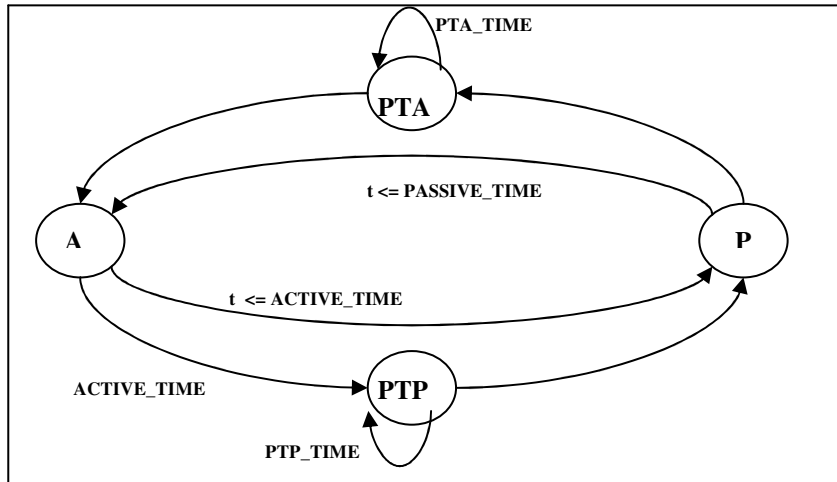 PTA_TIME
PTA
t <= PASSIVE_TIME
A
P
t <= ACTIVE_TIME
ACTIVE_TIME
PTP
PTP_TIME